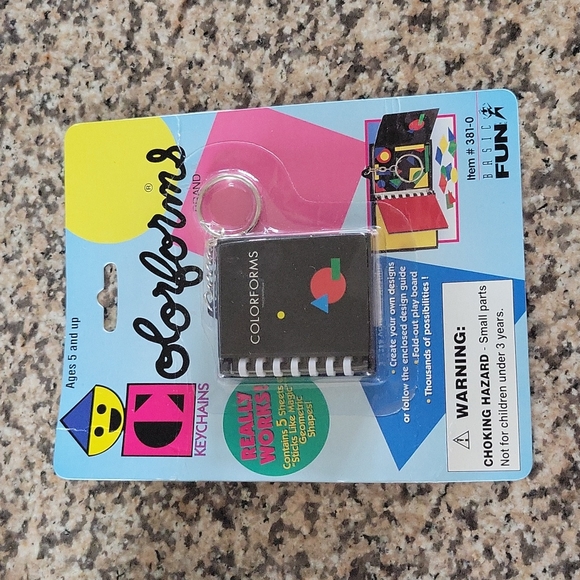 Ages 5 and up
Colorforms®
BRAND
KEYCHAINS
COLORFORMS
REALLY
WORKS!
Contains 5 Sheets
"Sticks Like Magic"
Geometric
Shapes!
• Create your own designs
or follow the enclosed design guide
• Fold-out play board
• Thousands of possibilities!
Item # 381-0
BASIC
FUN
WARNING:
CHOKING HAZARD - Small parts
Not for children under 3 years.